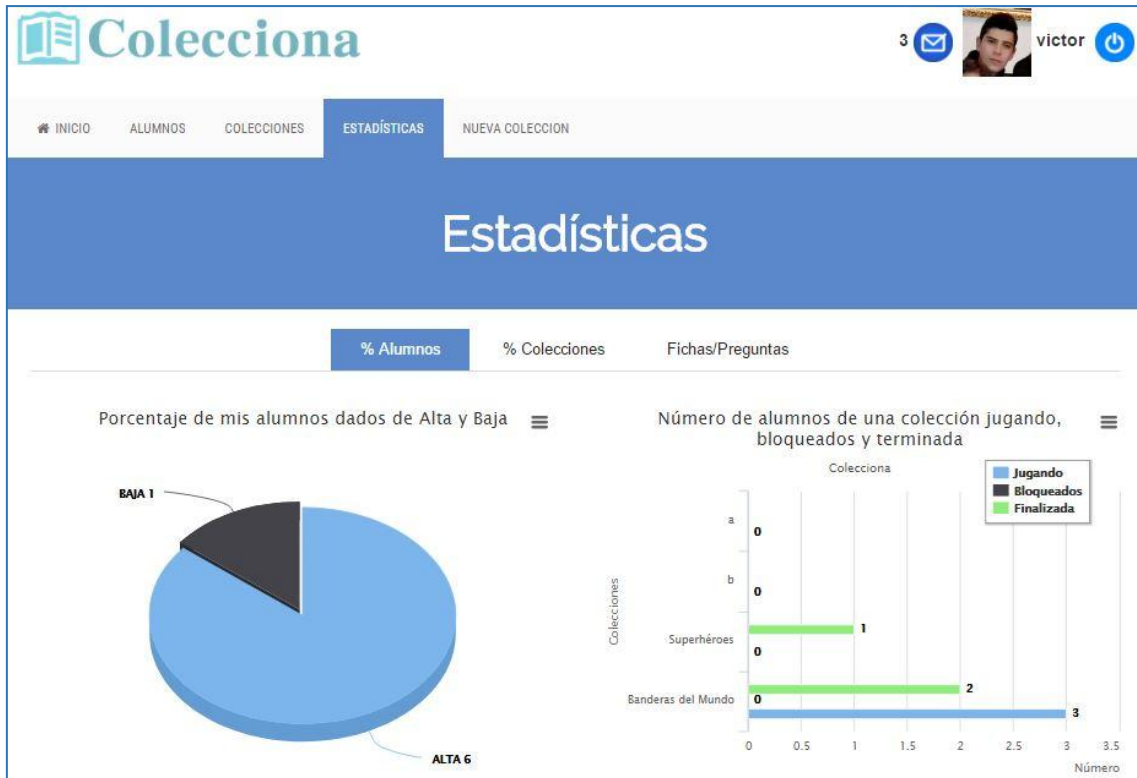 Colecciona
3
victor
INICIO ALUMNOS COLECCIONES ESTADÍSTICAS NUEVA COLECCION
Estadísticas
% Alumnos % Colecciones Fichas/Preguntas
Porcentaje de mis alumnos dados de Alta y Baja
BAJA 1
ALTA 6
Número de alumnos de una colección jugando,
bloqueados y terminada
Colecciona
Jugando
Bloqueados
Finalizada
Colecciones
a
0
b
0
Superhéroes
1
0
Banderas del Mundo
2
0
3
0 0.5 1 1.5 2 2.5 3 3.5
Número